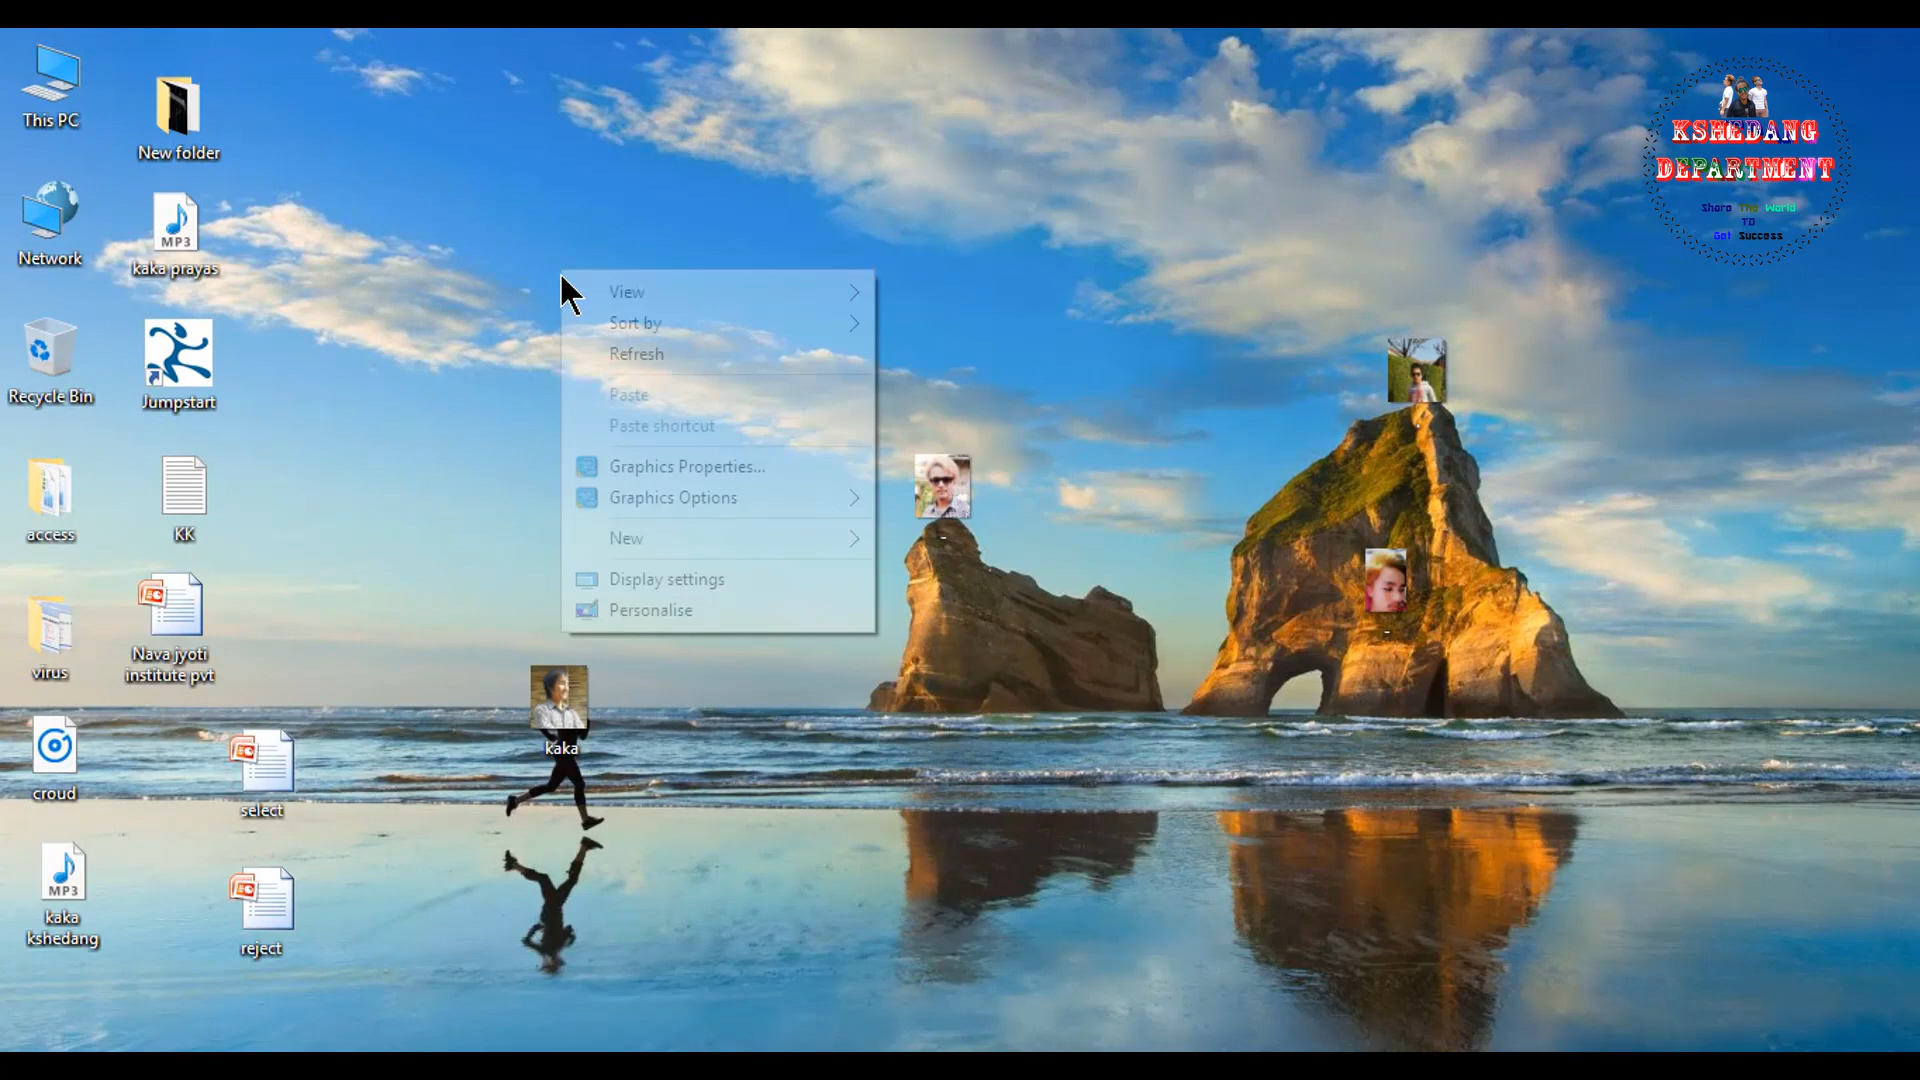 This PC
New folder
Network
MP3
kaka prayas
Recycle Bin
Jumpstart
access
KK
virus
Nava jyoti
institute pvt
croud
select
MP3
kaka
kshedang
reject
View
Sort by
Refresh
Paste
Paste shortcut
Graphics Properties...
Graphics Options
New
Display settings
Personalise
kaka
KSHEDANG
DEPARTMENT
Share The World
TO
Get Success